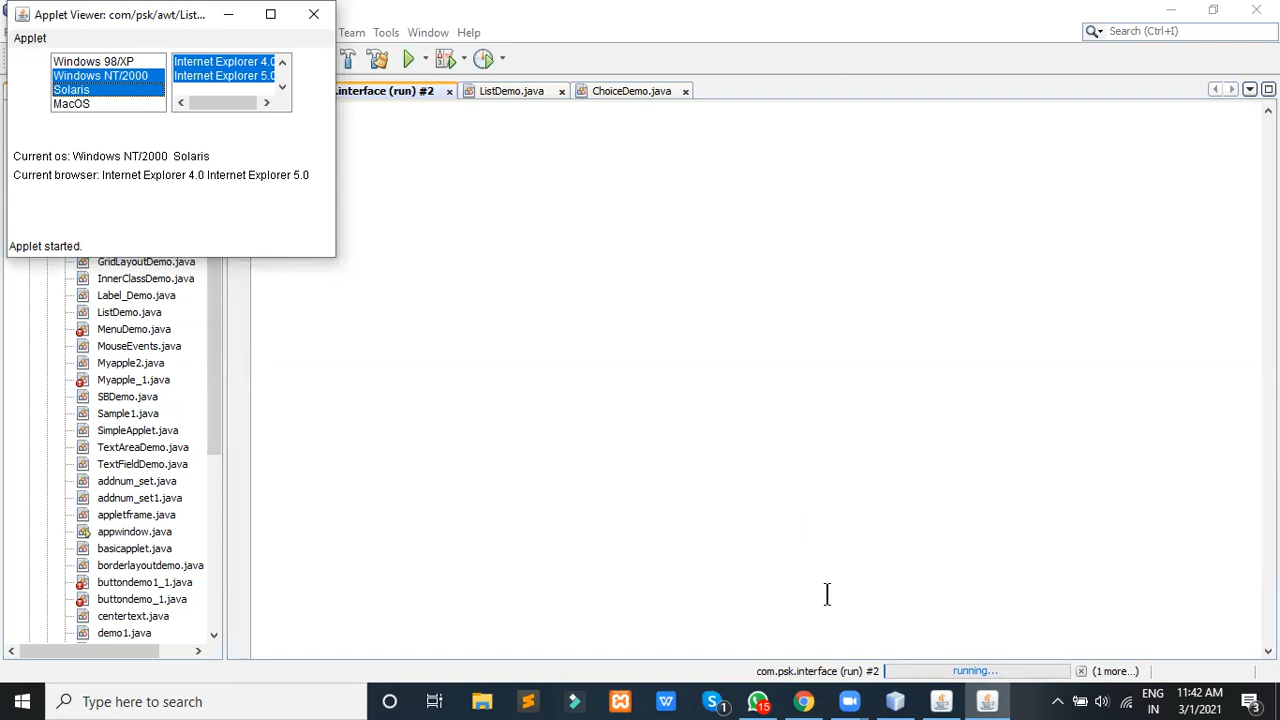 Applet Viewer: com/psk/awt/List...
Applet
Team Tools Window Help
Search (Ctrl+I)
Windows 98/XP
Windows NT/2000
Solaris
MacOS
Internet Explorer 4.0
Internet Explorer 5.0
.interface (run) #2
ListDemo.java
ChoiceDemo.java
Current os: Windows NT/2000 Solaris
Current browser: Internet Explorer 4.0 Internet Explorer 5.0
Applet started.
GridLayoutDemo.java
InnerClassDemo.java
Label_Demo.java
ListDemo.java
MenuDemo.java
MouseEvents.java
Myapple2.java
Myapple_1.java
SBDemo.java
Sample1.java
SimpleApplet.java
TextAreaDemo.java
TextFieldDemo.java
addnum_set.java
addnum_set1.java
appletframe.java
appwindow.java
basicapplet.java
borderlayoutdemo.java
buttondemo1_1.java
buttondemo_1.java
centertext.java
demo1.java
com.psk.interface (run) #2
running...
(1 more...)
Type here to search
1
15
ENG
IN
11:42 AM
3/1/2021
3